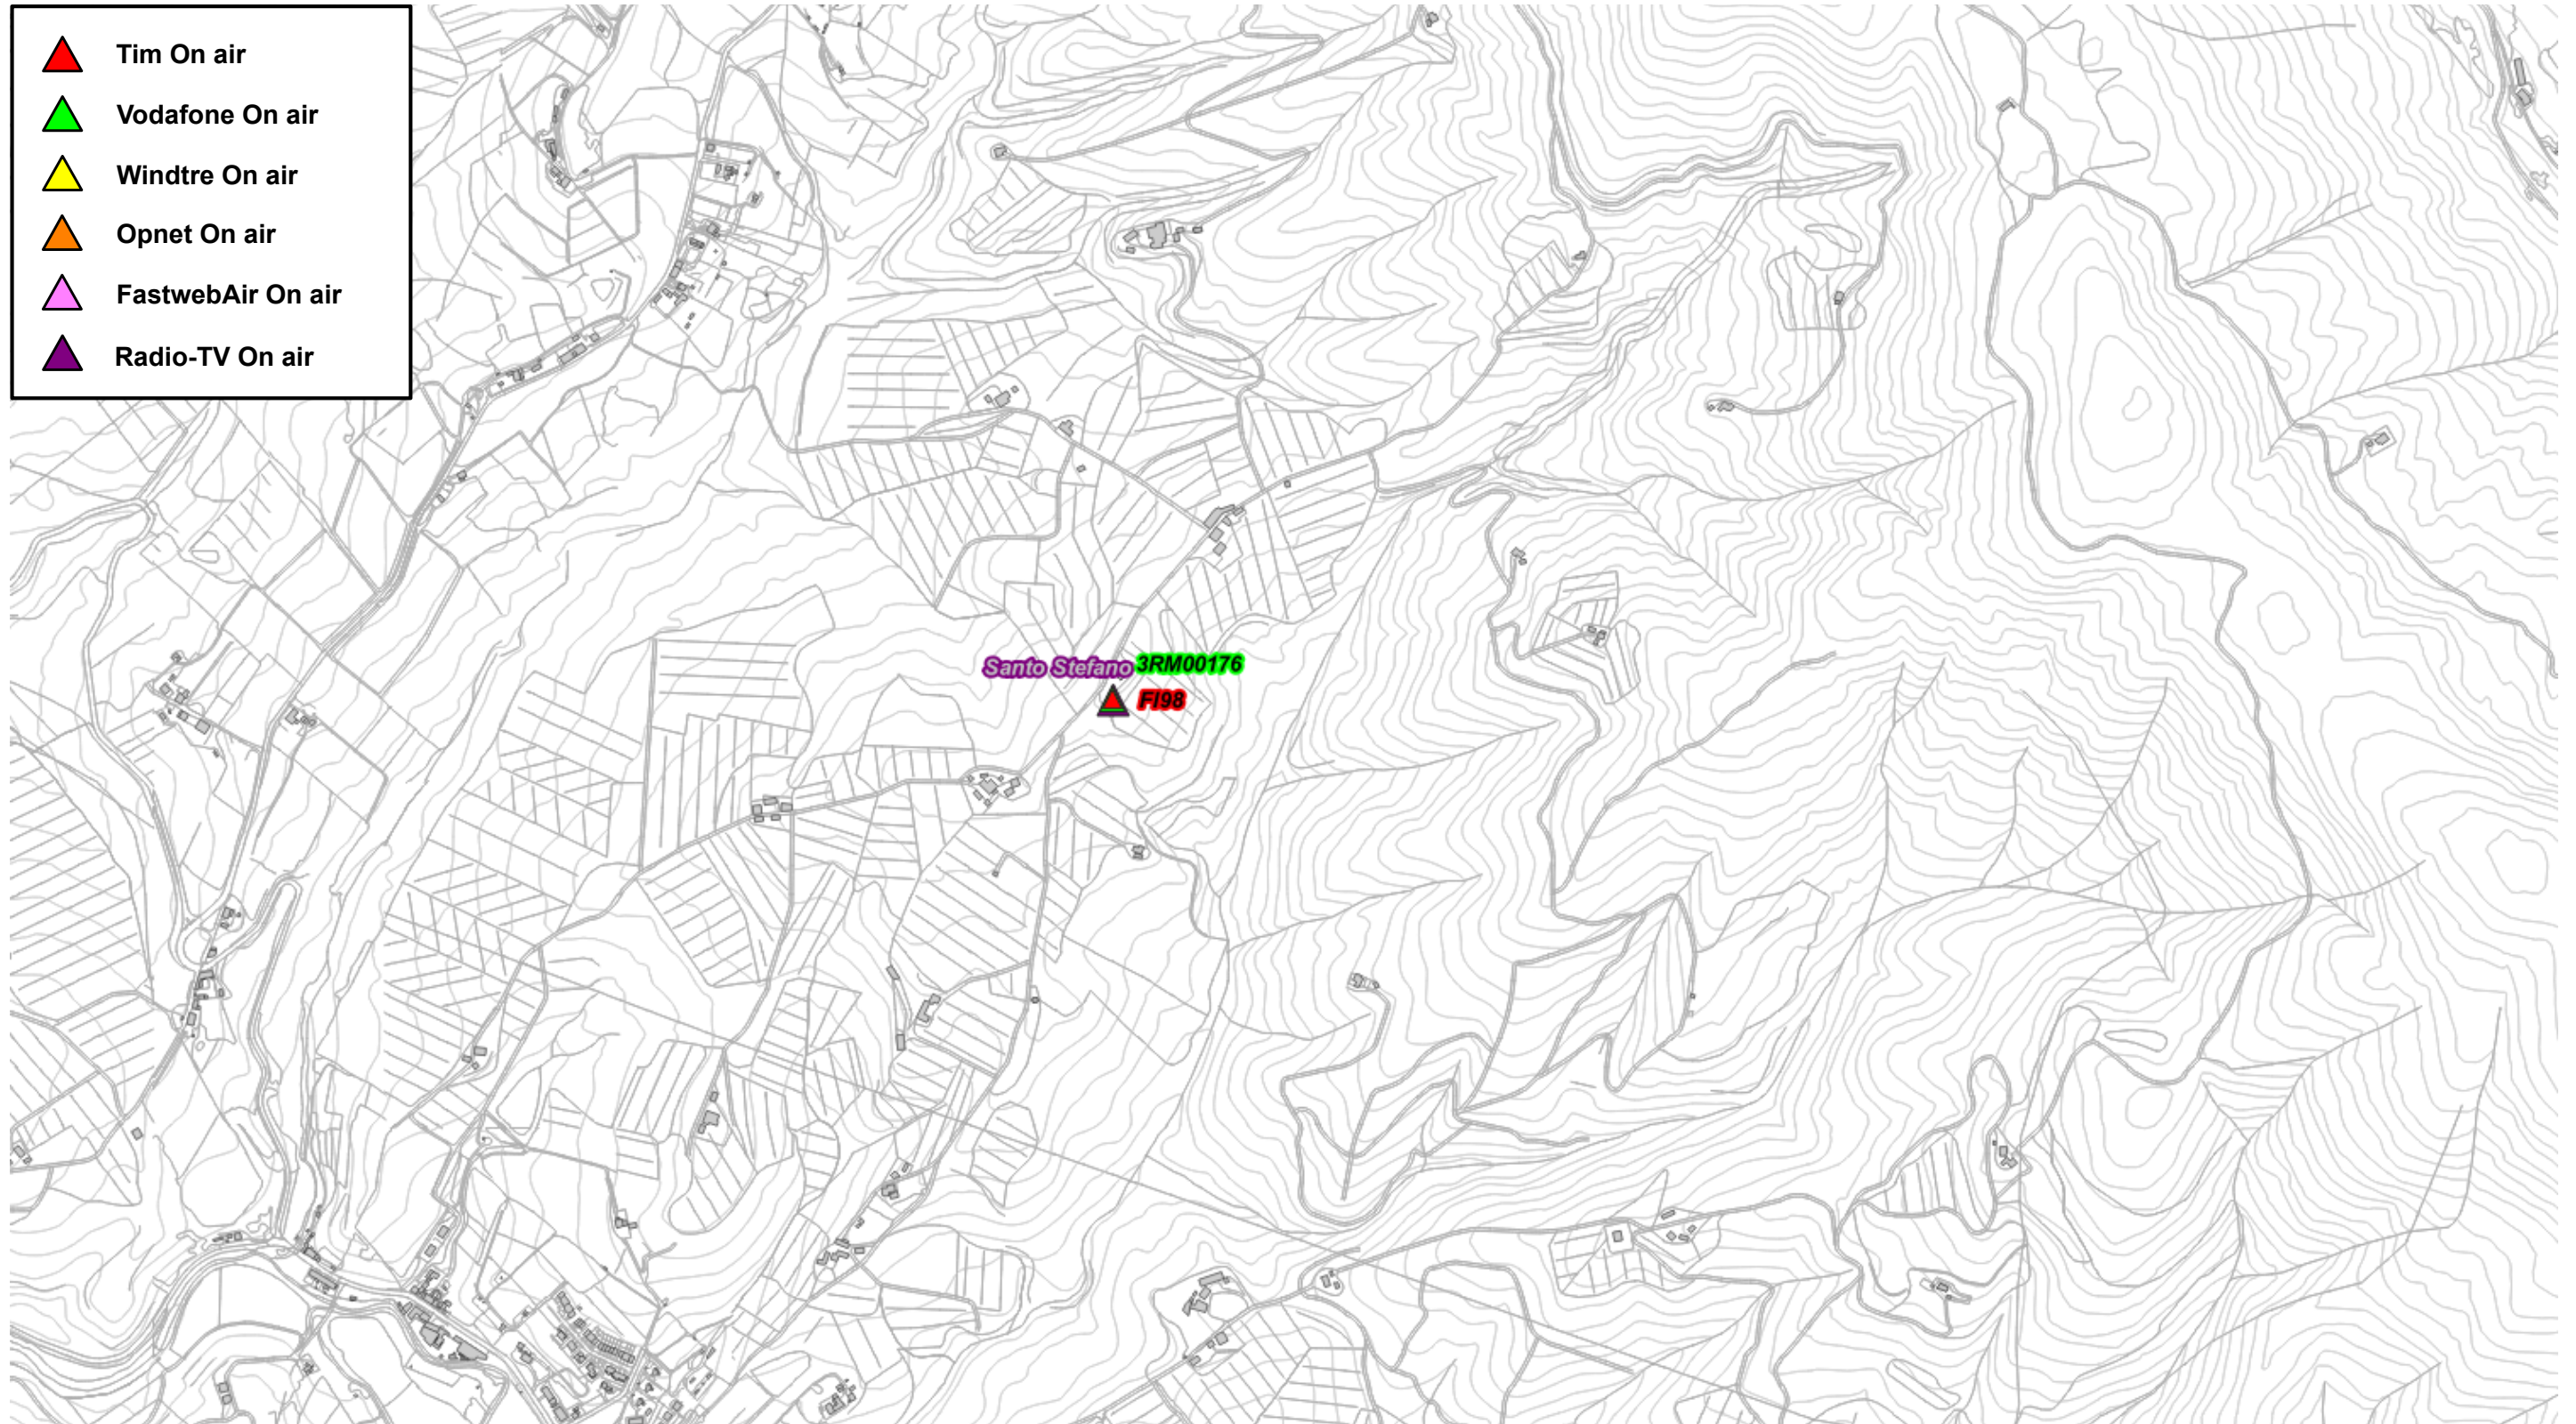 Tim On air
Vodafone On air
Windtre On air
Opnet On air
FastwebAir On air
Radio-TV On air
Santo Stefano 3RM00176
FI98